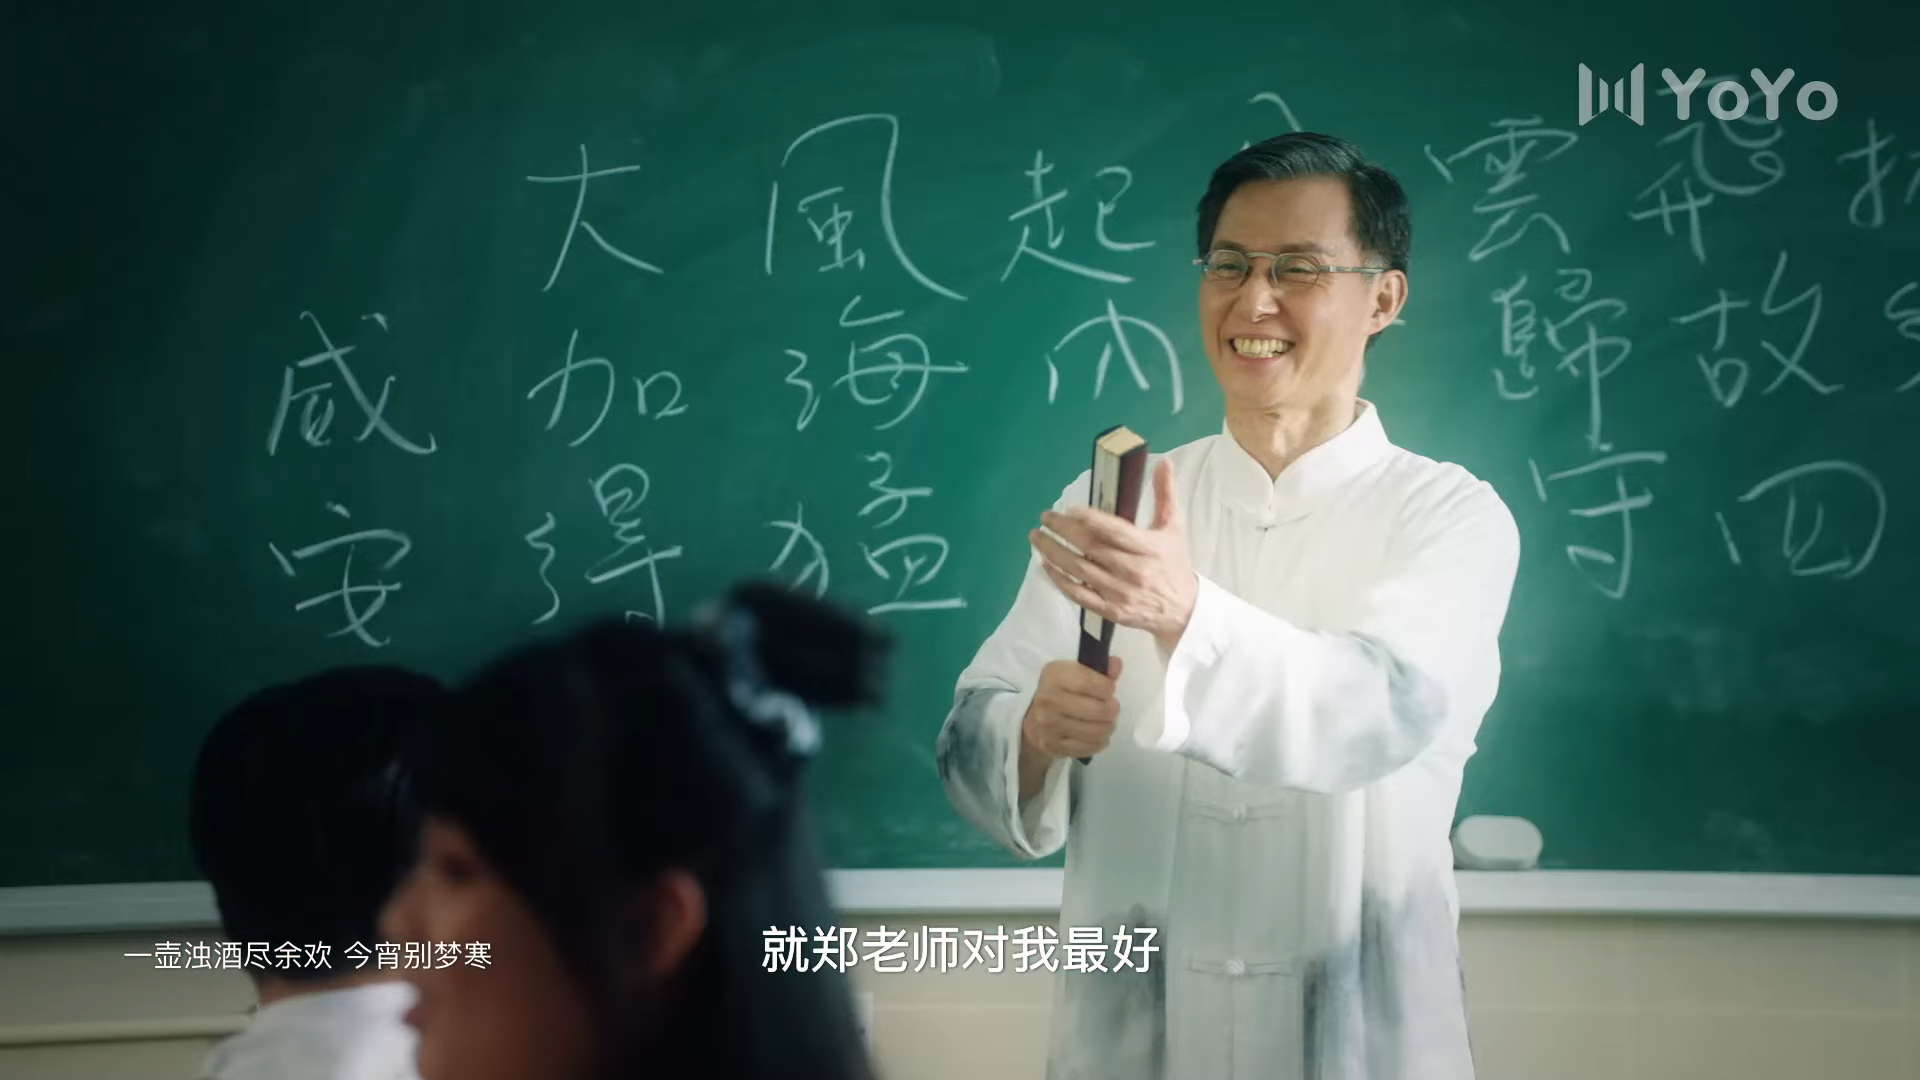 YoYo
大風起 雲飛揚
威加海內 歸故
安得猛 守四
一壶浊酒尽余欢 今宵别梦寒
就郑老师对我最好